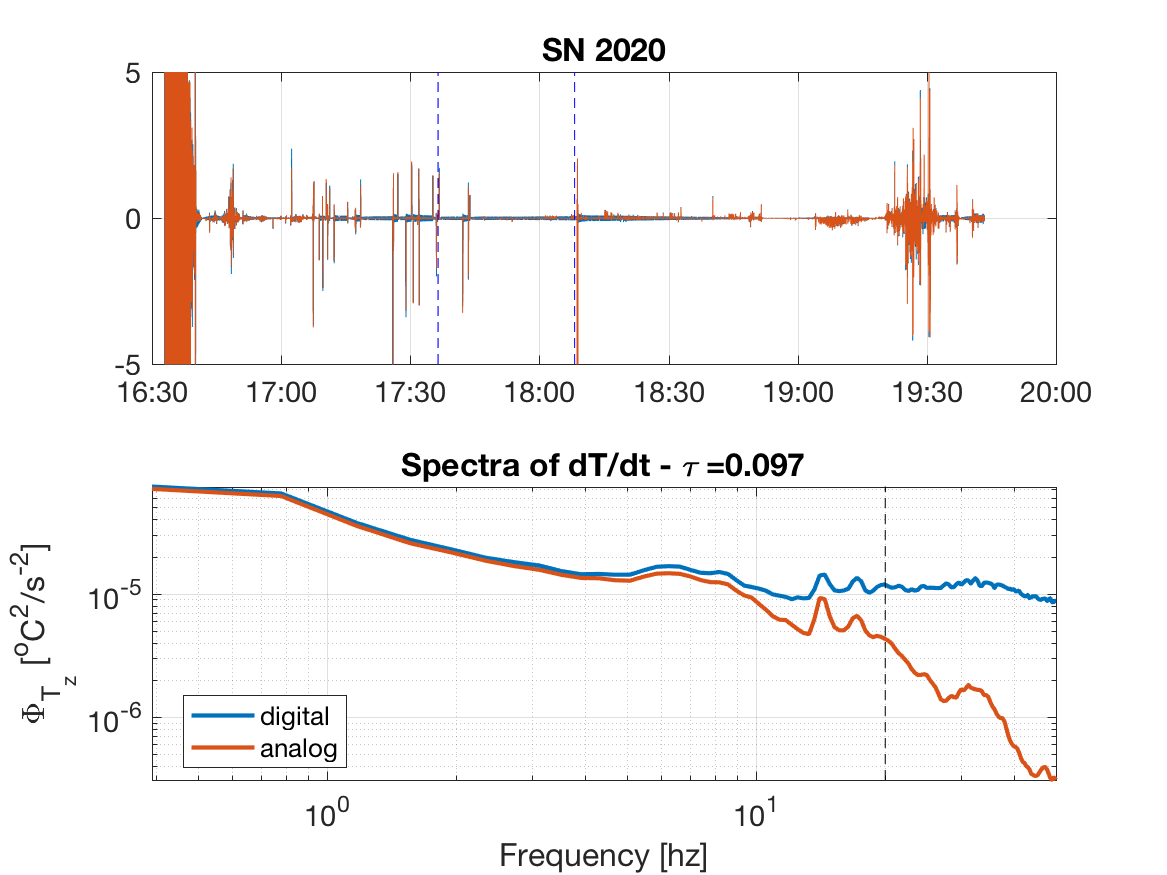 SN 2020
5
0
-5
16:30 17:00 17:30 18:00 18:30 19:00 19:30 20:00
Spectra of dT/dt - τ =0.097
Φ_{T_z} [°C²/s⁻²]
10⁻⁵
10⁻⁶
digital
analog
10⁰ 10¹
Frequency [hz]